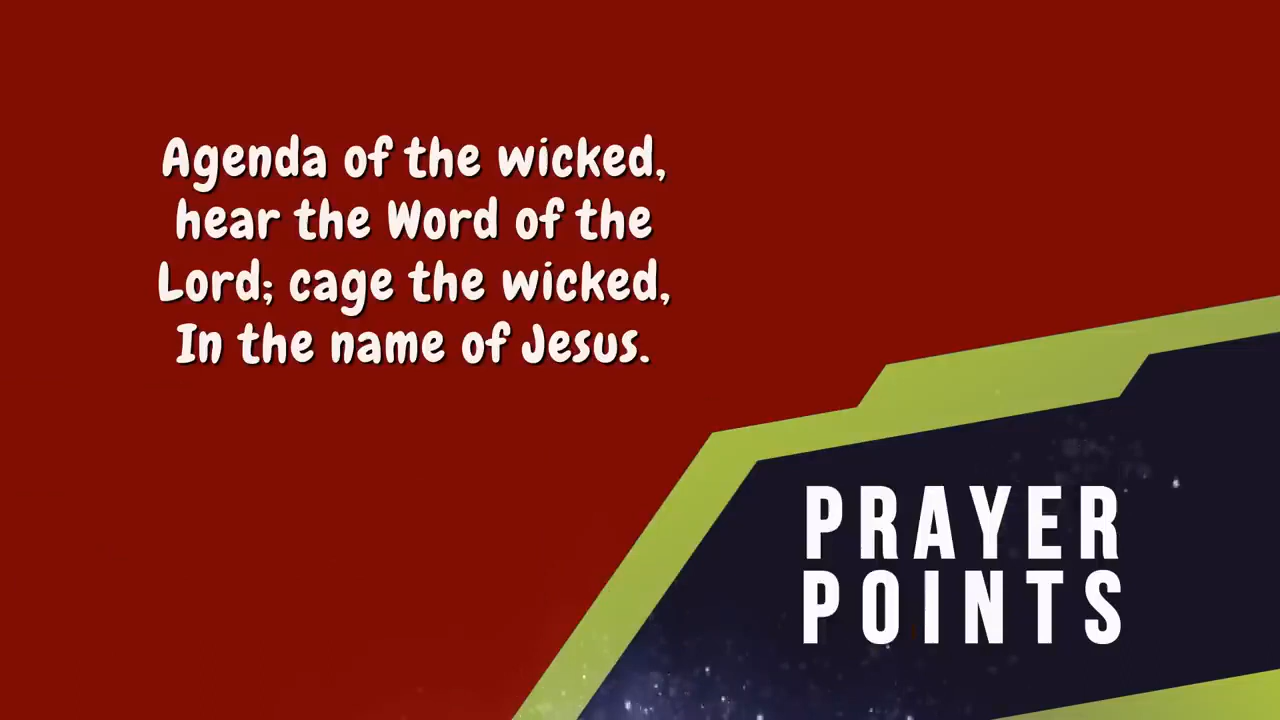 Agenda of the wicked,
hear the Word of the
Lord; cage the wicked,
In the name of Jesus.
PRAYER
POINTS